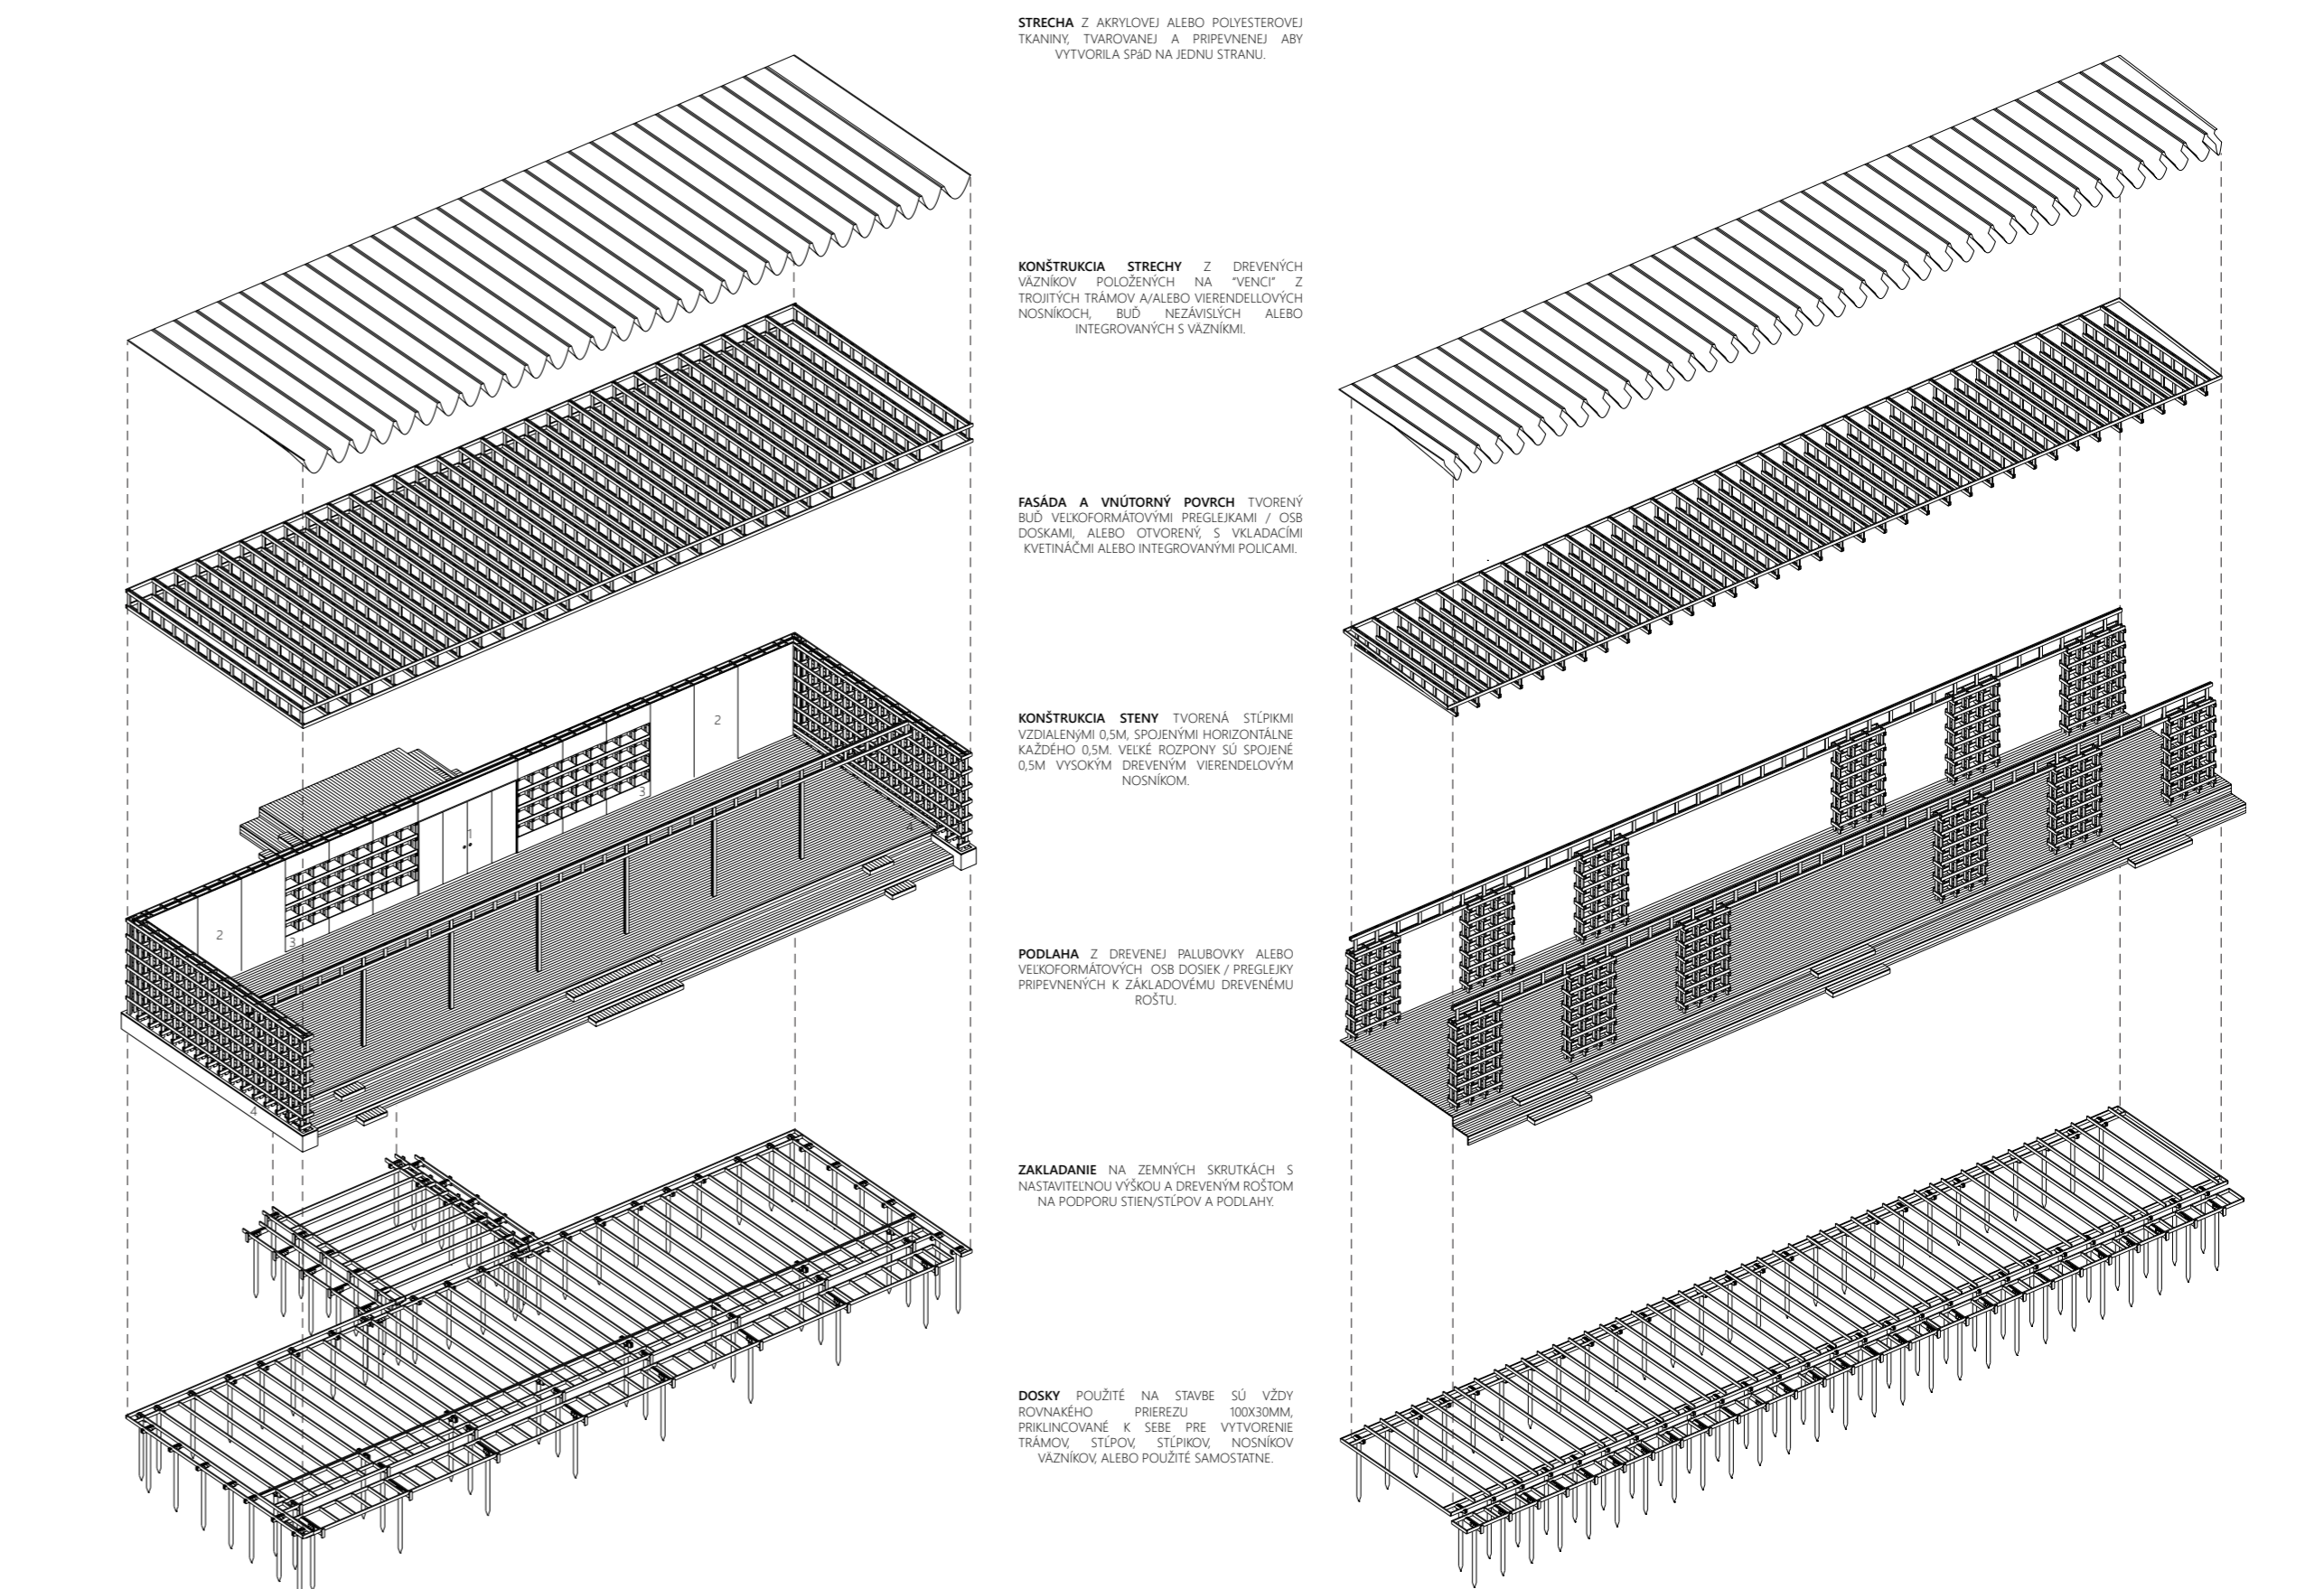 STRECHA Z AKRYLOVEJ ALEBO POLYESTEROVEJ
TKANINY, TVAROVANEJ A PRIPEVNENEJ ABY
VYTVORILA SPáD NA JEDNU STRANU.
KONŠTRUKCIA STRECHY Z DREVENÝCH
VÄZNÍKOV POLOŽENÝCH NA "VENCI" Z
TROJITÝCH TRÁMOV A/ALEBO VIERENDELLOVÝCH
NOSNÍKOCH, BUĎ NEZÁVISLÝCH ALEBO
INTEGROVANÝCH S VÄZNÍKMI.
FASÁDA A VNÚTORNÝ POVRCH TVORENÝ
BUĎ VEĽKOFORMÁTOVÝMI PREGLEJKAMI / OSB
DOSKAMI, ALEBO OTVORENÝ, S VKLADACÍMI
KVETINÁČMI ALEBO INTEGROVANÝMI POLICAMI.
KONŠTRUKCIA STENY TVORENÁ STĹPIKMI
VZDIALENýMI 0,5M, SPOJENÝMI HORIZONTÁLNE
KAŽDÉHO 0,5M. VEĽKÉ ROZPONY SÚ SPOJENÉ
0,5M VYSOKÝM DREVENÝM VIERENDELOVÝM
NOSNÍKOM.
PODLAHA Z DREVENEJ PALUBOVKY ALEBO
VEĽKOFORMÁTOVÝCH OSB DOSIEK / PREGLEJKY
PRIPEVNENÝCH K ZÁKLADOVÉMU DREVENÉMU
ROŠTU.
ZAKLADANIE NA ZEMNÝCH SKRUTKÁCH S
NASTAVITEĽNOU VÝŠKOU A DREVENÝM ROŠTOM
NA PODPORU STIEN/STĹPOV A PODLAHY.
DOSKY POUŽITÉ NA STAVBE SÚ VŽDY
ROVNAKÉHO PRIEREZU 100X30MM,
PRIKLINCOVANÉ K SEBE PRE VYTVORENIE
TRÁMOV, STĹPOV, STĹPIKOV, NOSNÍKOV
VÄZNÍKOV, ALEBO POUŽITÉ SAMOSTATNE.
2
3
1
4
2
3
4